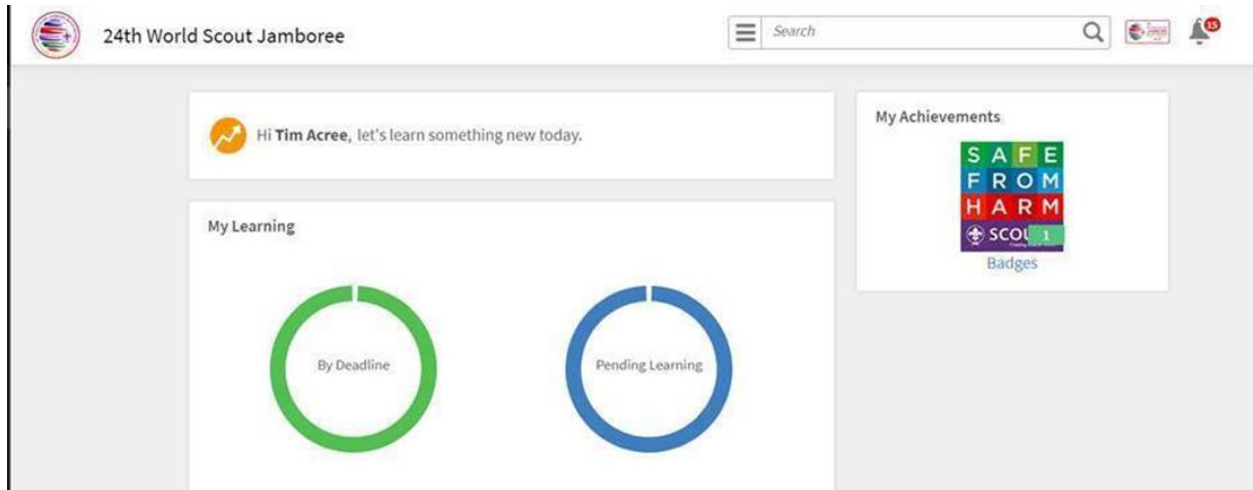 24th World Scout Jamboree
Search
15
Hi Tim Acree, let's learn something new today.
My Achievements
SAFE
FROM
HARM
SCOU 1
Badges
My Learning
By Deadline
Pending Learning